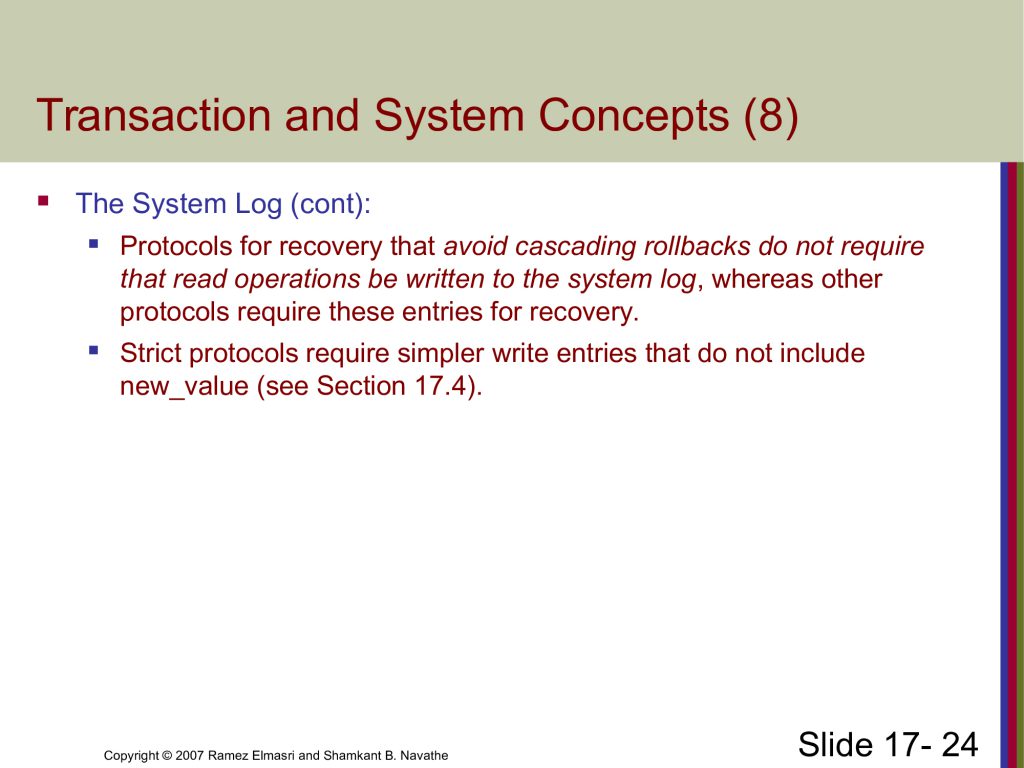 Transaction and System Concepts (8)
The System Log (cont):
Protocols for recovery that avoid cascading rollbacks do not require
that read operations be written to the system log, whereas other
protocols require these entries for recovery.
Strict protocols require simpler write entries that do not include
new_value (see Section 17.4).
Copyright © 2007 Ramez Elmasri and Shamkant B. Navathe
Slide 17- 24